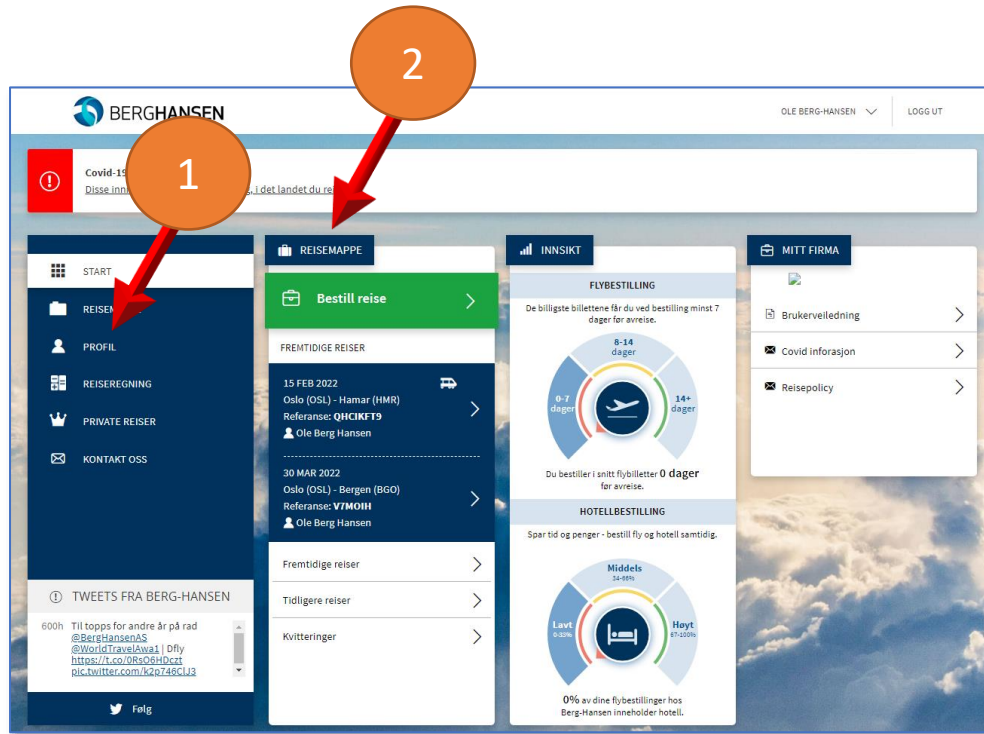 2
BERGHANSEN
OLE BERG-HANSEN
LOGG UT
1
Covid-19
Disse inn
, i det landet du rei
START
REISEM
PROFIL
REISEREGNING
PRIVATE REISER
KONTAKT OSS
TWEETS FRA BERG-HANSEN
600h Til topps for andre år på rad
@BergHansenAS
@WorldTravelAwa1 | Dfly
https://t.co/0RsO6HDczt
pic.twitter.com/k2p746ClJ3
Følg
REISEMAPPE
Bestill reise
FREMTIDIGE REISER
15 FEB 2022
Oslo (OSL) - Hamar (HMR)
Referanse: QHCIKFT9
Ole Berg Hansen
30 MAR 2022
Oslo (OSL) - Bergen (BGO)
Referanse: V7MOIH
Ole Berg Hansen
Fremtidige reiser
Tidligere reiser
Kvitteringer
INNSIKT
FLYBESTILLING
De billigste billettene får du ved bestilling minst 7
dager før avreise.
8-14
dager
0-7
dager
14+
dager
Du bestiller i snitt flybilletter 0 dager
før avreise.
HOTELLBESTILLING
Spar tid og penger - bestill fly og hotell samtidig.
Middels
34-66%
Lavt
0-33%
Høyt
67-100%
0% av dine flybestillinger hos
Berg-Hansen inneholder hotell.
MITT FIRMA
Brukerveiledning
Covid inforasjon
Reisepolicy